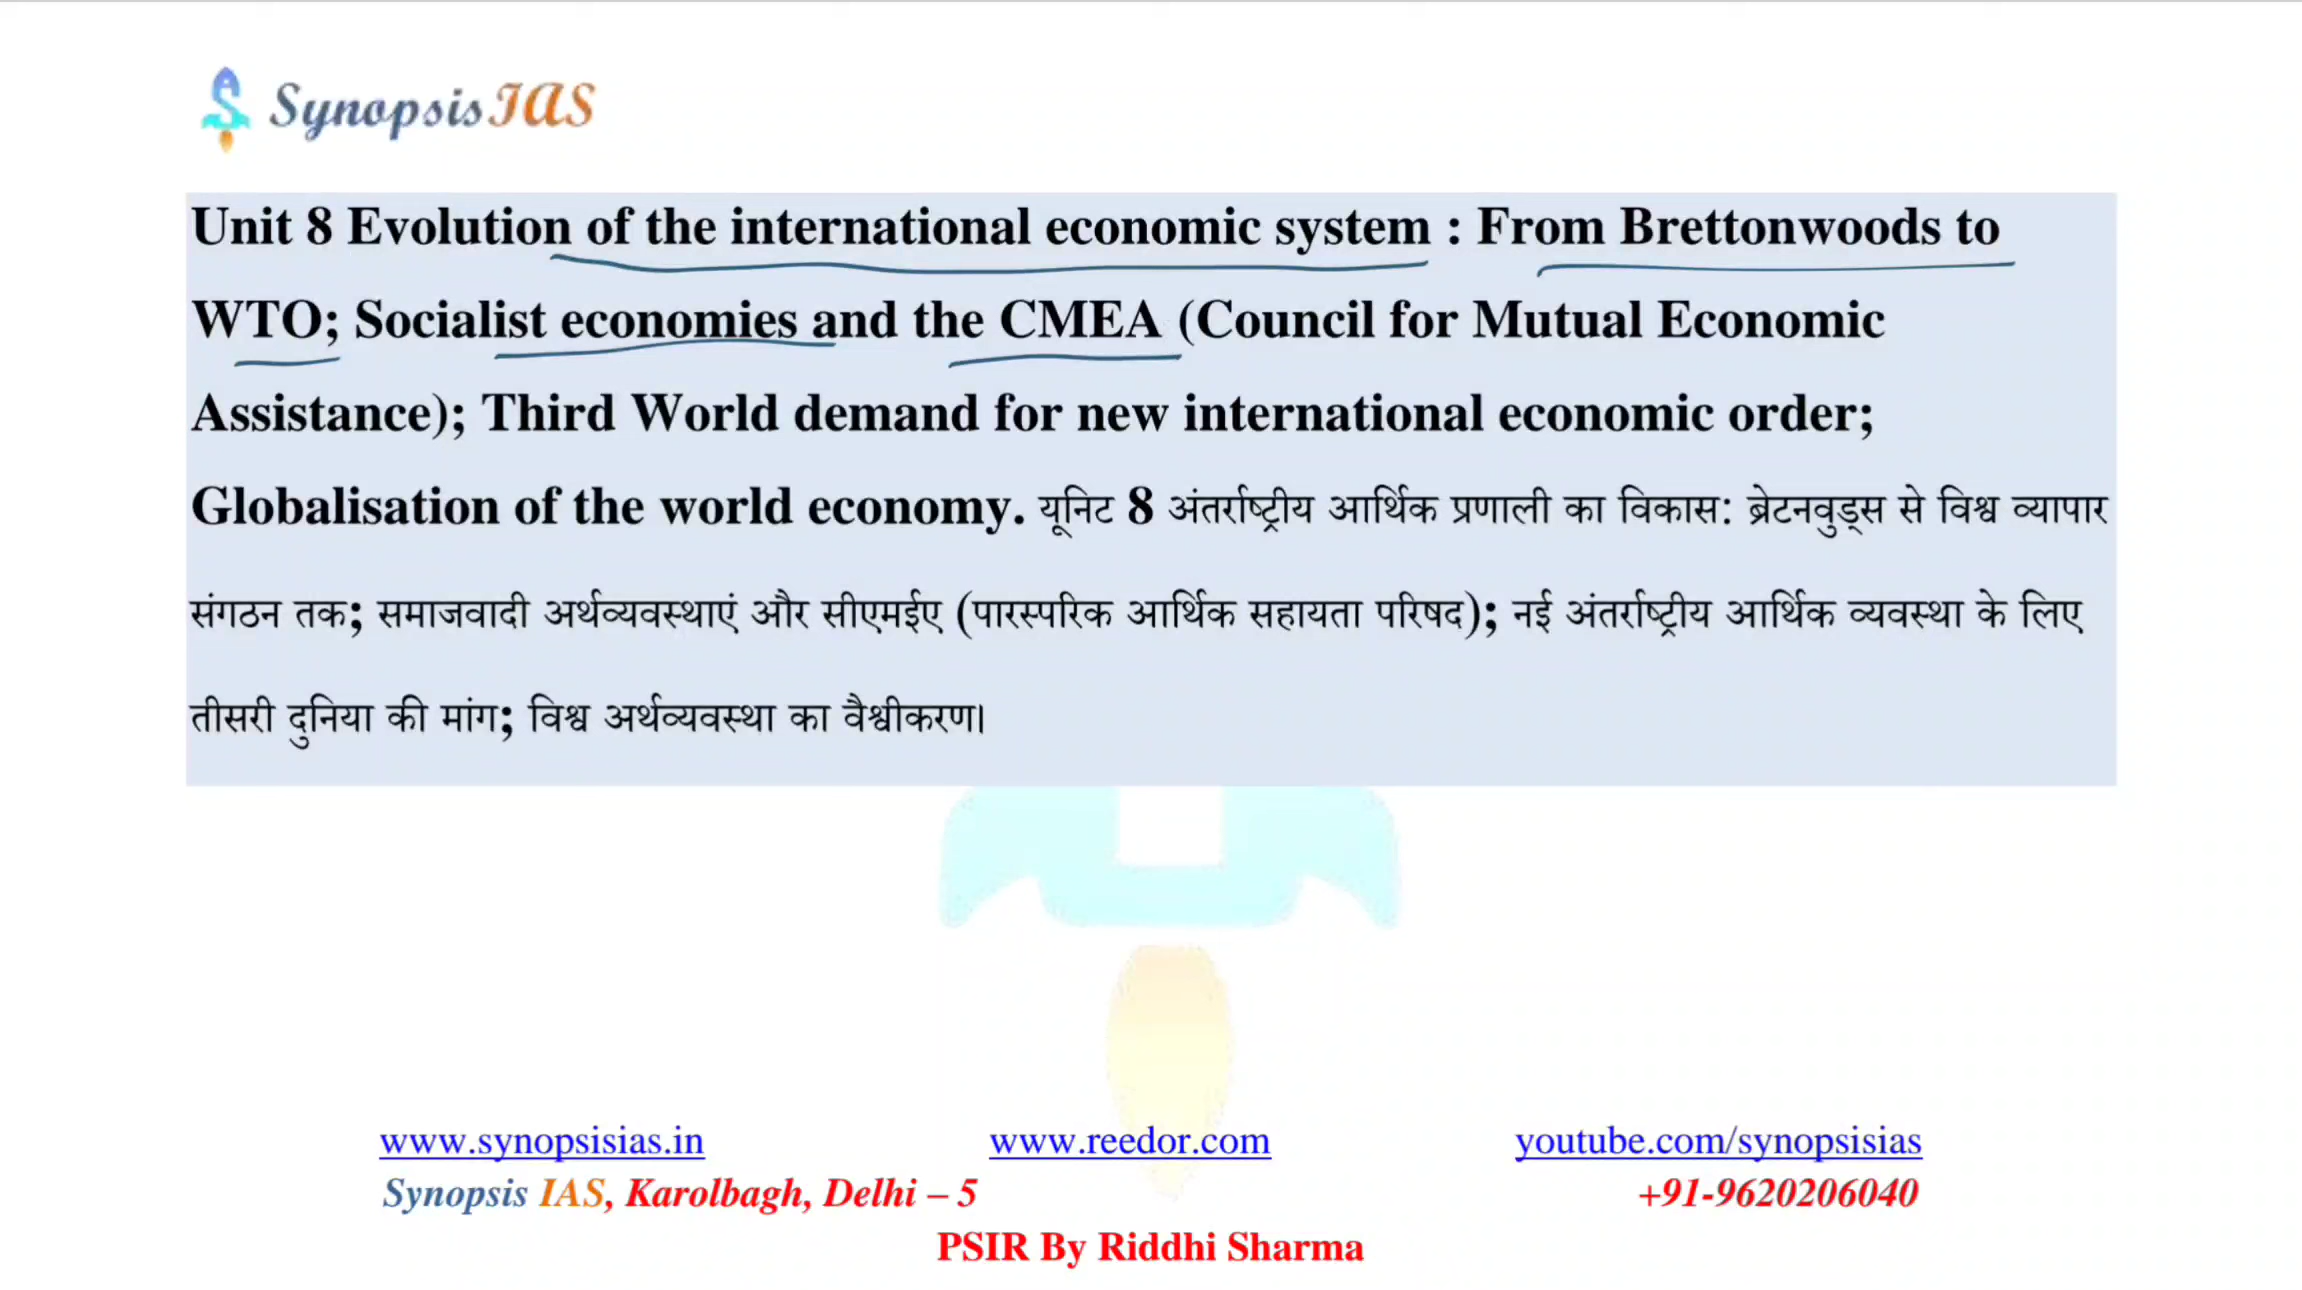 Synopsis IAS
Unit 8 Evolution of the international economic system : From Brettonwoods to
WTO; Socialist economies and the CMEA (Council for Mutual Economic
Assistance); Third World demand for new international economic order;
Globalisation of the world economy. यूनिट 8 अंतर्राष्ट्रीय आर्थिक प्रणाली का विकास: ब्रेटनवुड्स से विश्व व्यापार
संगठन तक; समाजवादी अर्थव्यवस्थाएं और सीएमईए (पारस्परिक आर्थिक सहायता परिषद); नई अंतर्राष्ट्रीय आर्थिक व्यवस्था के लिए
तीसरी दुनिया की मांग; विश्व अर्थव्यवस्था का वैश्वीकरण।
www.synopsisias.in www.reedor.com youtube.com/synopsisias
Synopsis IAS, Karolbagh, Delhi – 5 +91-9620206040
PSIR By Riddhi Sharma